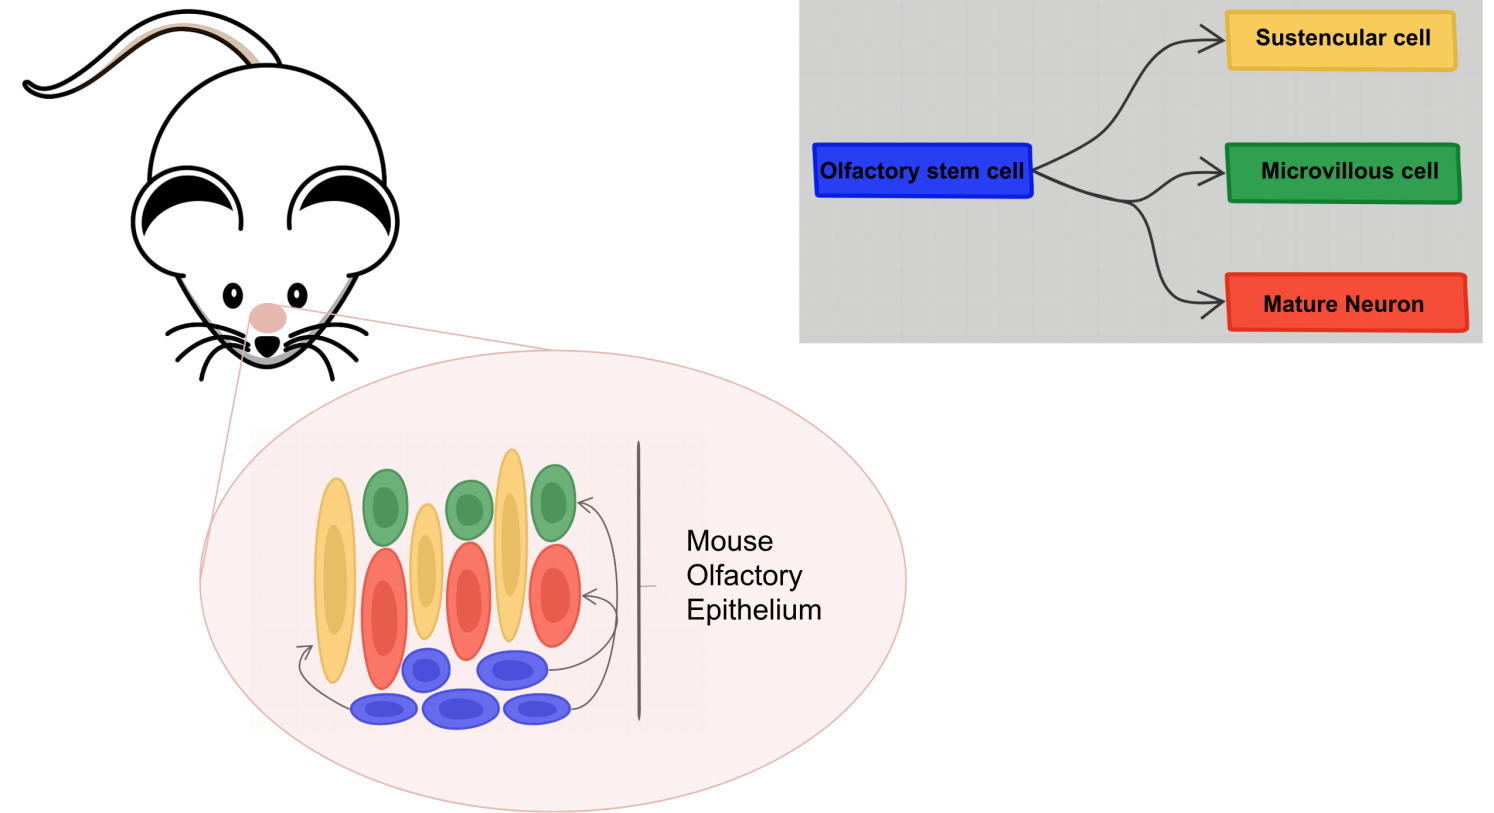 Sustencular cell
Olfactory stem cell
Microvillous cell
Mature Neuron
Mouse
Olfactory
Epithelium